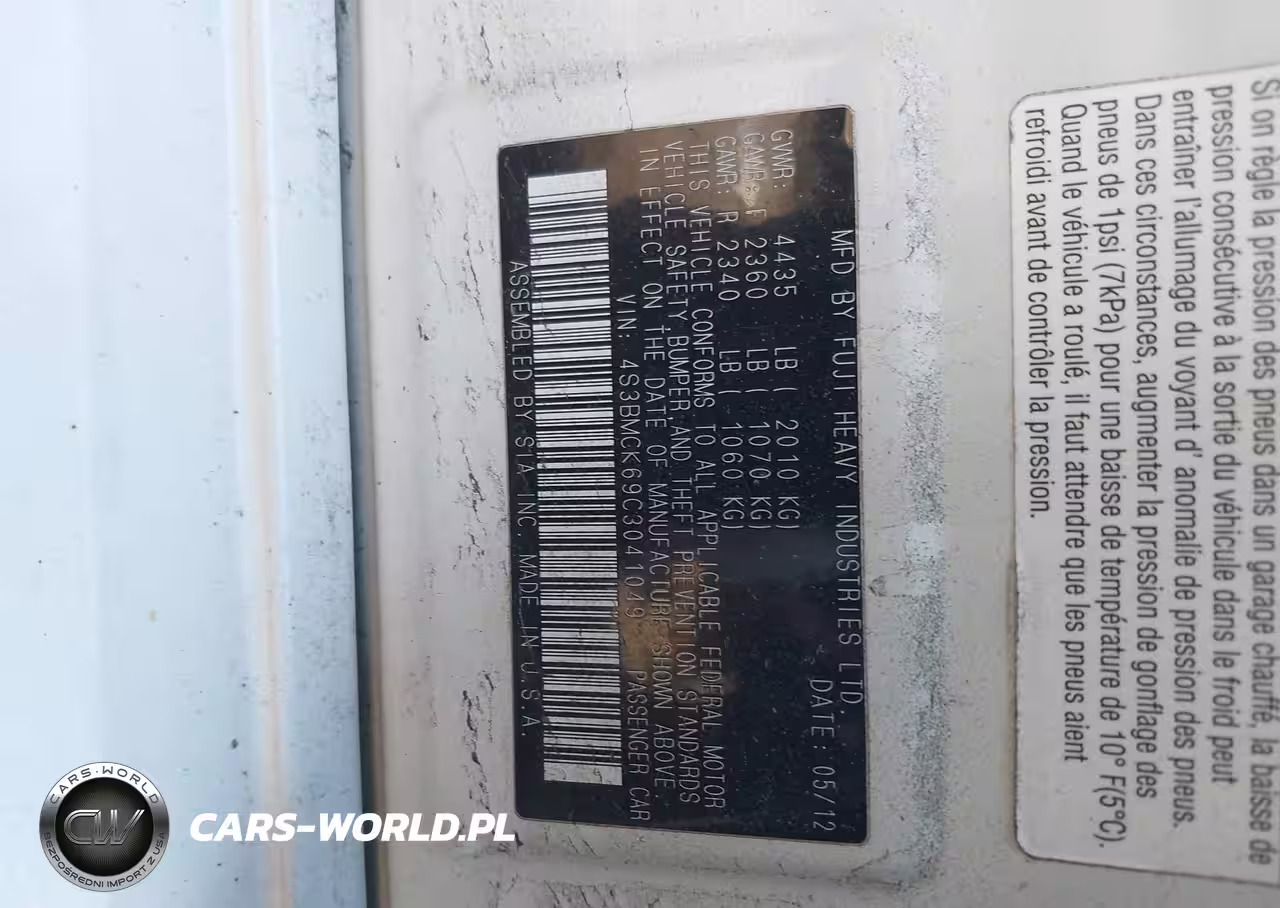 MFD BY FUJI HEAVY INDUSTRIES LTD.
DATE: 05/12
GVWR: 4435 LB ( 2010 KG)
GAWR: F 2360 LB ( 1070 KG)
GAWR: R 2340 LB ( 1060 KG)
THIS VEHICLE CONFORMS TO ALL APPLICABLE FEDERAL MOTOR
VEHICLE SAFETY, BUMPER, AND THEFT PREVENTION STANDARDS
IN EFFECT ON THE DATE OF MANUFACTURE SHOWN ABOVE.
VIN: 4S3BMCK69C3041049 PASSENGER CAR
ASSEMBLED BY SIA INC. MADE IN U.S.A.
Si on règle la pression des pneus dans un garage chauffé, la baisse de
pression consécutive à la sortie du véhicule dans le froid peut
entraîner l'allumage du voyant d' anomalie de pression des pneus.
Dans ces circonstances, augmenter la pression de gonflage des
pneus de 1psi (7kPa) pour une baisse de température de 10° F(5°C).
Quand le véhicule a roulé, il faut attendre que les pneus aient
refroidi avant de contrôler la pression.
CARS-WORLD
CW
BEZPOŚREDNI IMPORT Z USA
CARS-WORLD.PL